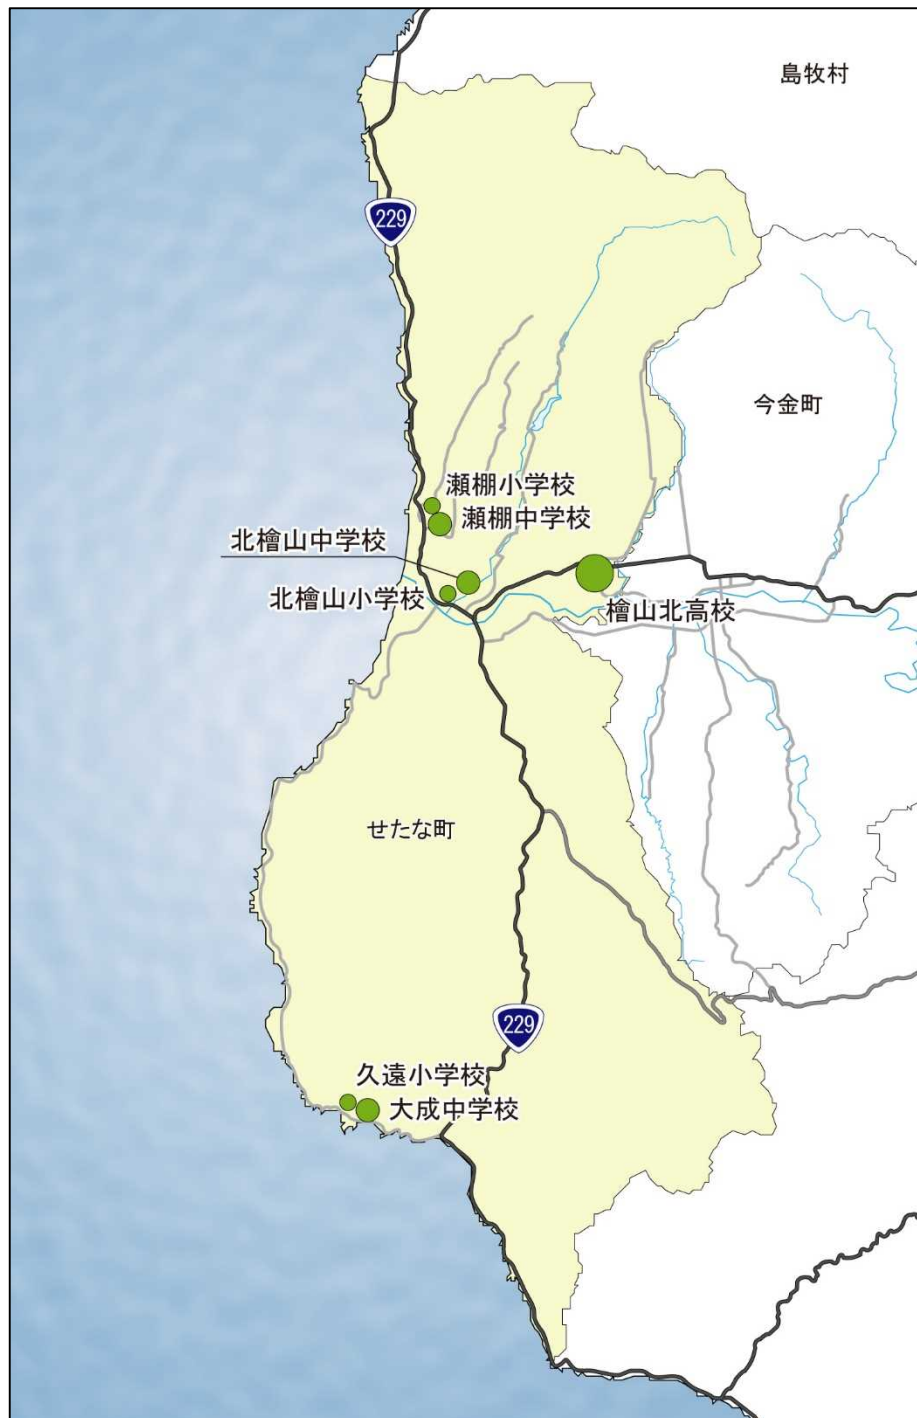 島牧村
229
今金町
瀬棚小学校
瀬棚中学校
北檜山中学校
北檜山小学校
檜山北高校
せたな町
229
久遠小学校
大成中学校